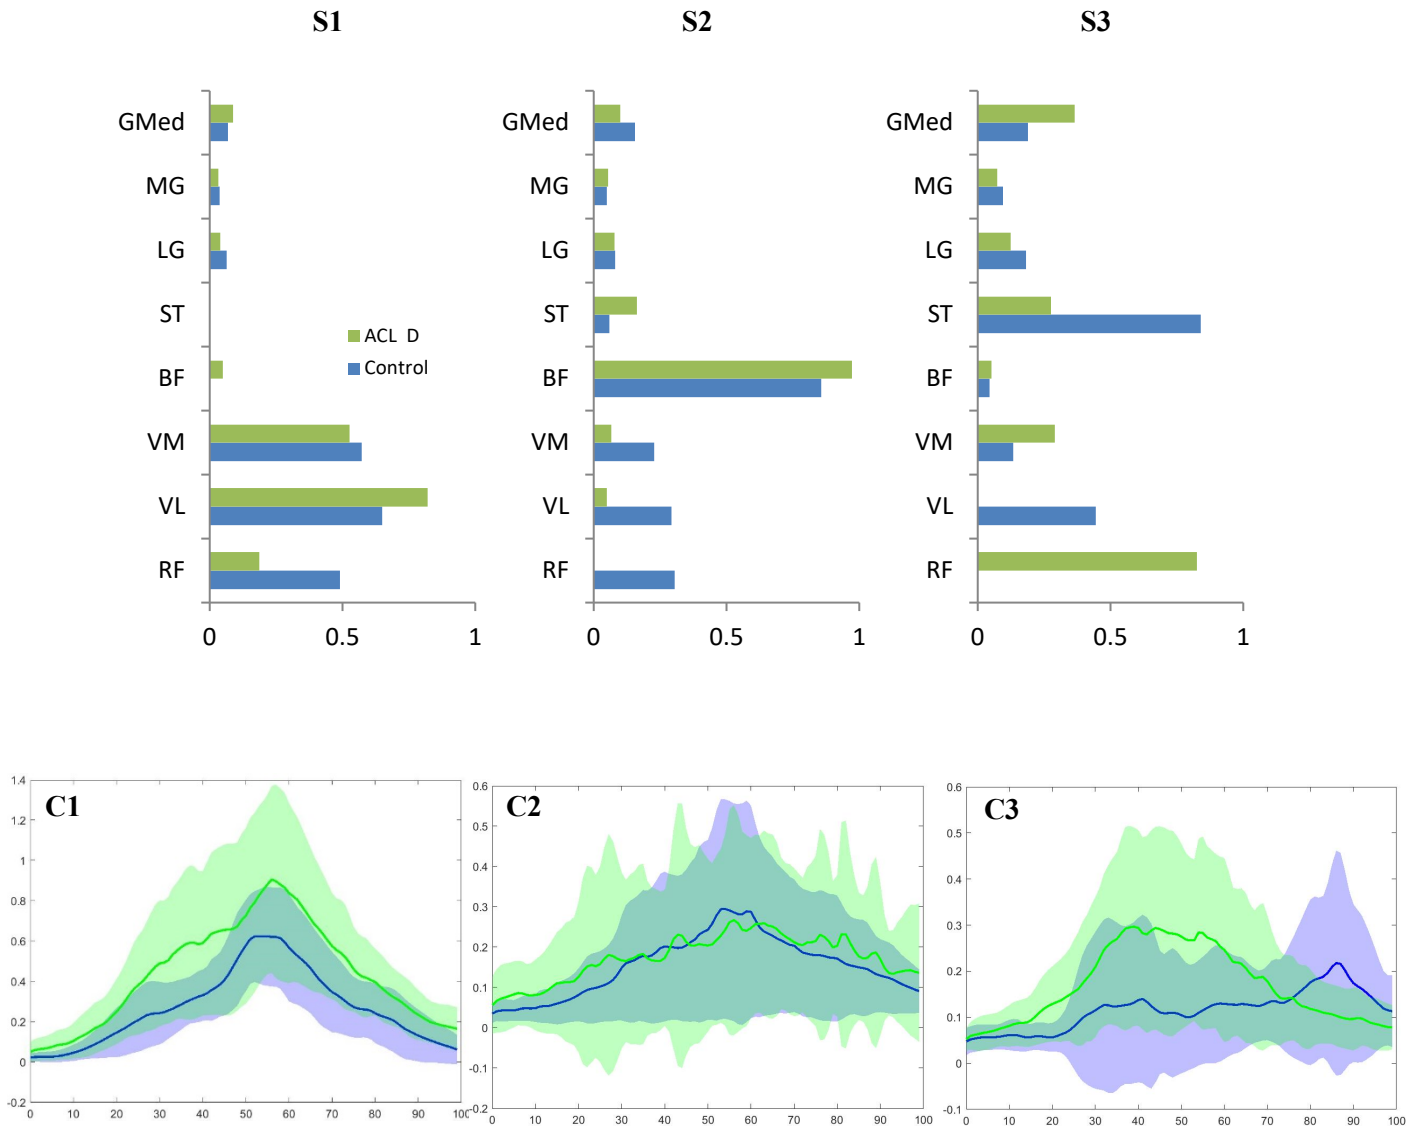 S1 S2 S3
GMed GMed GMed
MG MG MG
LG LG LG
ST ST ST
ACL D
BF BF BF
Control
VM VM VM
VL VL VL
RF RF RF
0 0.5 1 0 0.5 1 0 0.5 1
C1
1.4
1.2
1
0.8
0.6
0.4
0.2
0
-0.2
0 10 20 30 40 50 60 70 80 90 100
C2
0.6
0.5
0.4
0.3
0.2
0.1
0
-0.1
-0.2
0 10 20 30 40 50 60 70 80 90 100
C3
0.6
0.5
0.4
0.3
0.2
0.1
0
-0.1
0 10 20 30 40 50 60 70 80 90 100